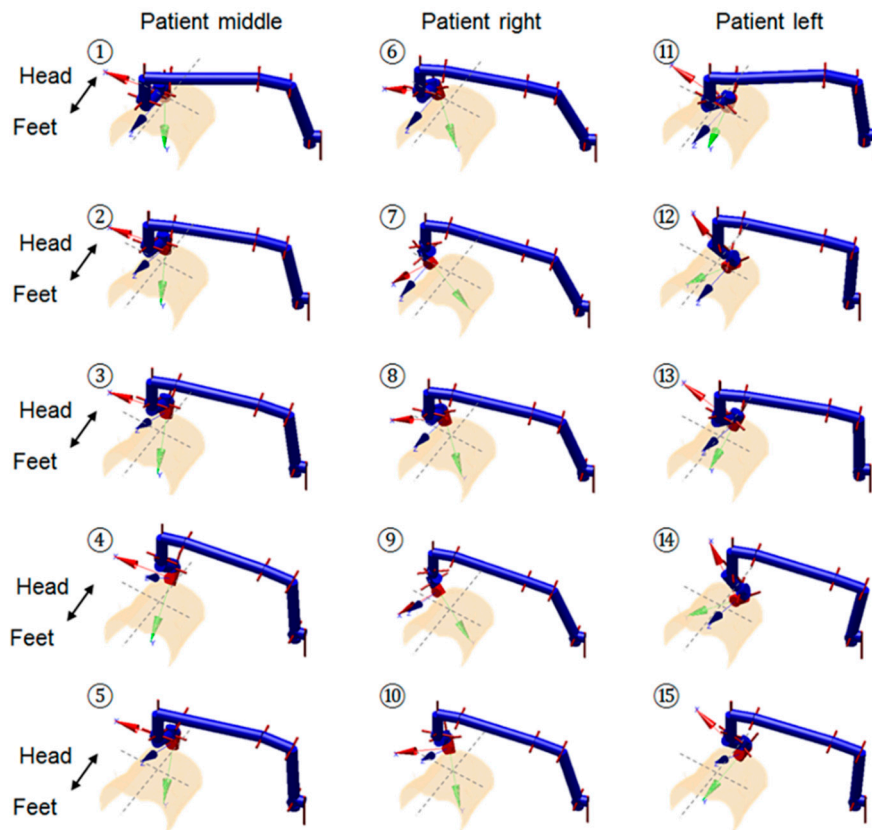 Patient middle Patient right Patient left
① ⑥ ⑪
Head
Feet
② ⑦ ⑫
Head
Feet
③ ⑧ ⑬
Head
Feet
④ ⑨ ⑭
Head
Feet
⑤ ⑩ ⑮
Head
Feet